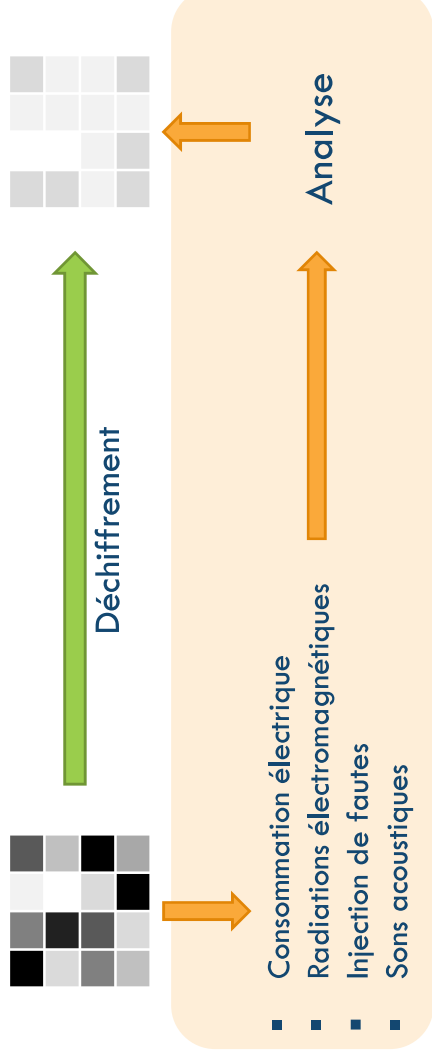 Déchiffrement
Consommation électrique
Radiations électromagnétiques
Injection de fautes
Sons acoustiques
Analyse